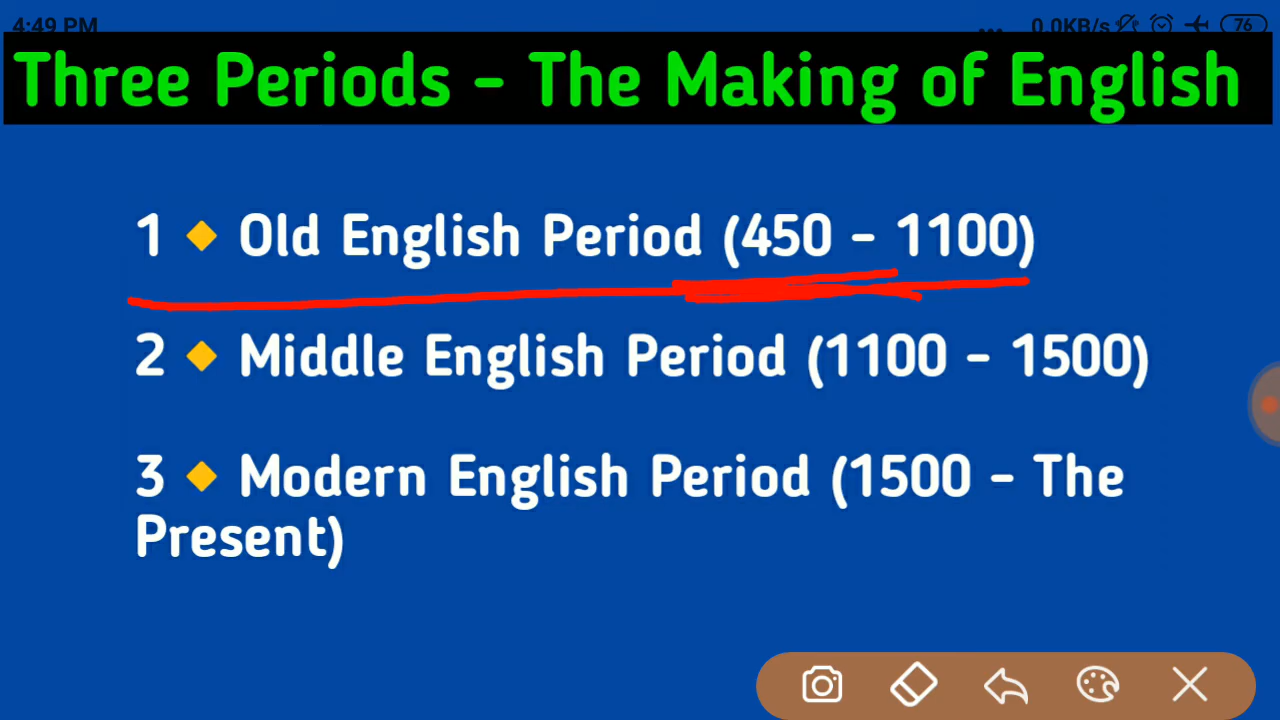 4:49 PM ... 0.0KB/s 76
Three Periods – The Making of English
1 🔸 Old English Period (450 – 1100)
2 🔸 Middle English Period (1100 – 1500)
3 🔸 Modern English Period (1500 – The
Present)